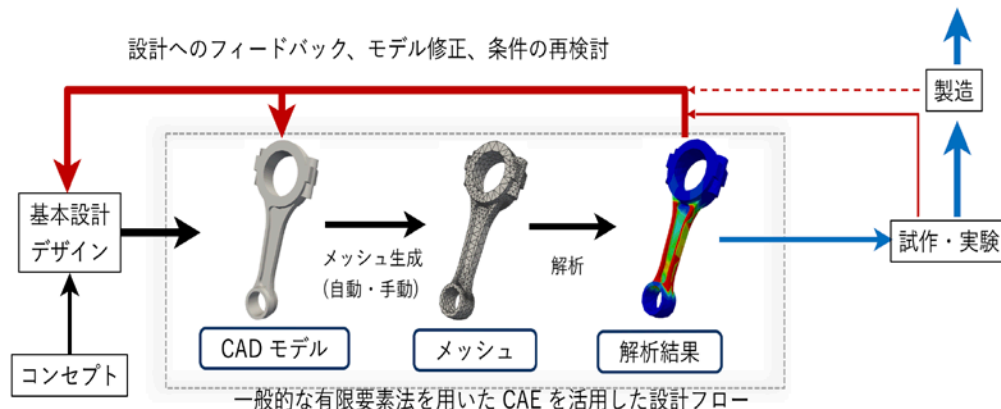 設計へのフィードバック、モデル修正、条件の再検討
製造
基本設計
デザイン
メッシュ生成
(自動・手動)
解析
試作・実験
CAD モデル
メッシュ
解析結果
コンセプト
一般的な有限要素法を用いた CAE を活用した設計フロー